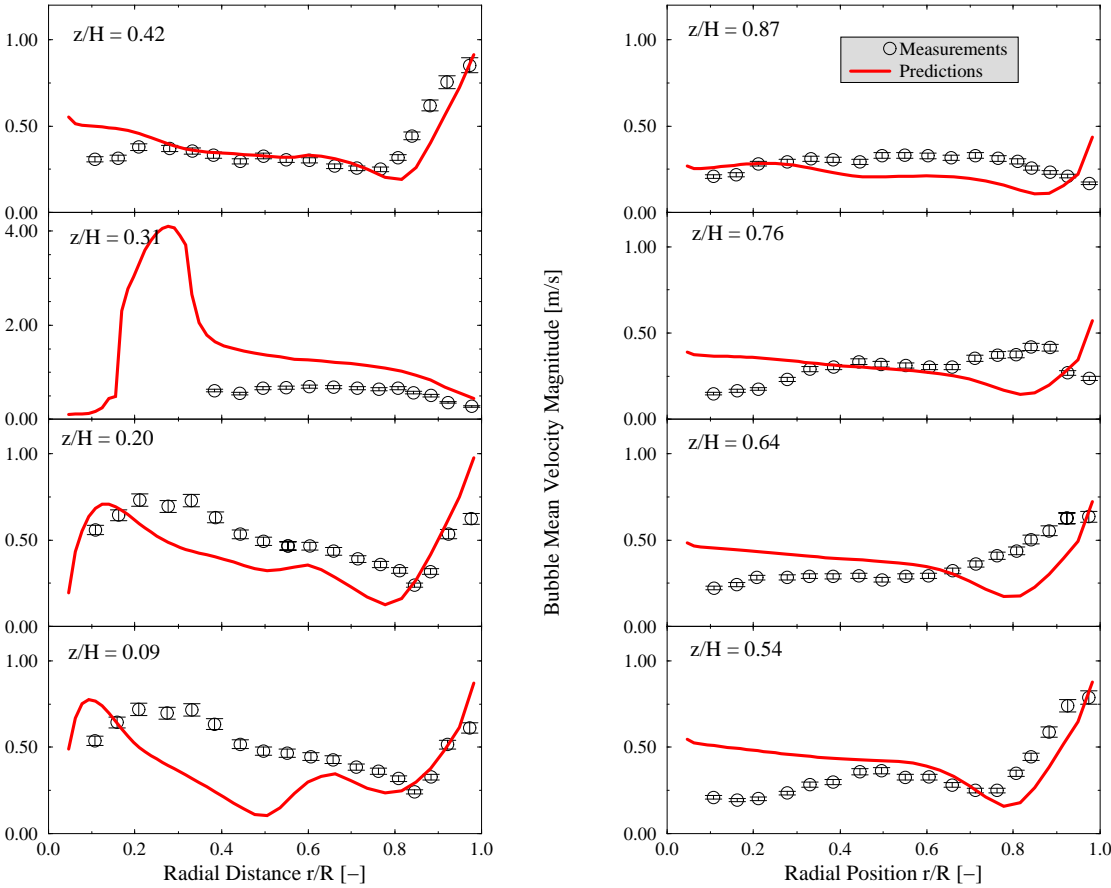 1.00
0.50
0.00
z/H = 0.42
4.00
2.00
0.00
z/H = 0.31
1.00
0.50
0.00
z/H = 0.20
1.00
0.50
0.00
z/H = 0.09
0.0 0.2 0.4 0.6 0.8 1.0
Radial Distance r/R [−]
Bubble Mean Velocity Magnitude [m/s]
1.00
0.50
0.00
z/H = 0.87
Measurements
Predictions
1.00
0.50
0.00
z/H = 0.76
1.00
0.50
0.00
z/H = 0.64
1.00
0.50
0.00
z/H = 0.54
0.0 0.2 0.4 0.6 0.8 1.0
Radial Position r/R [−]